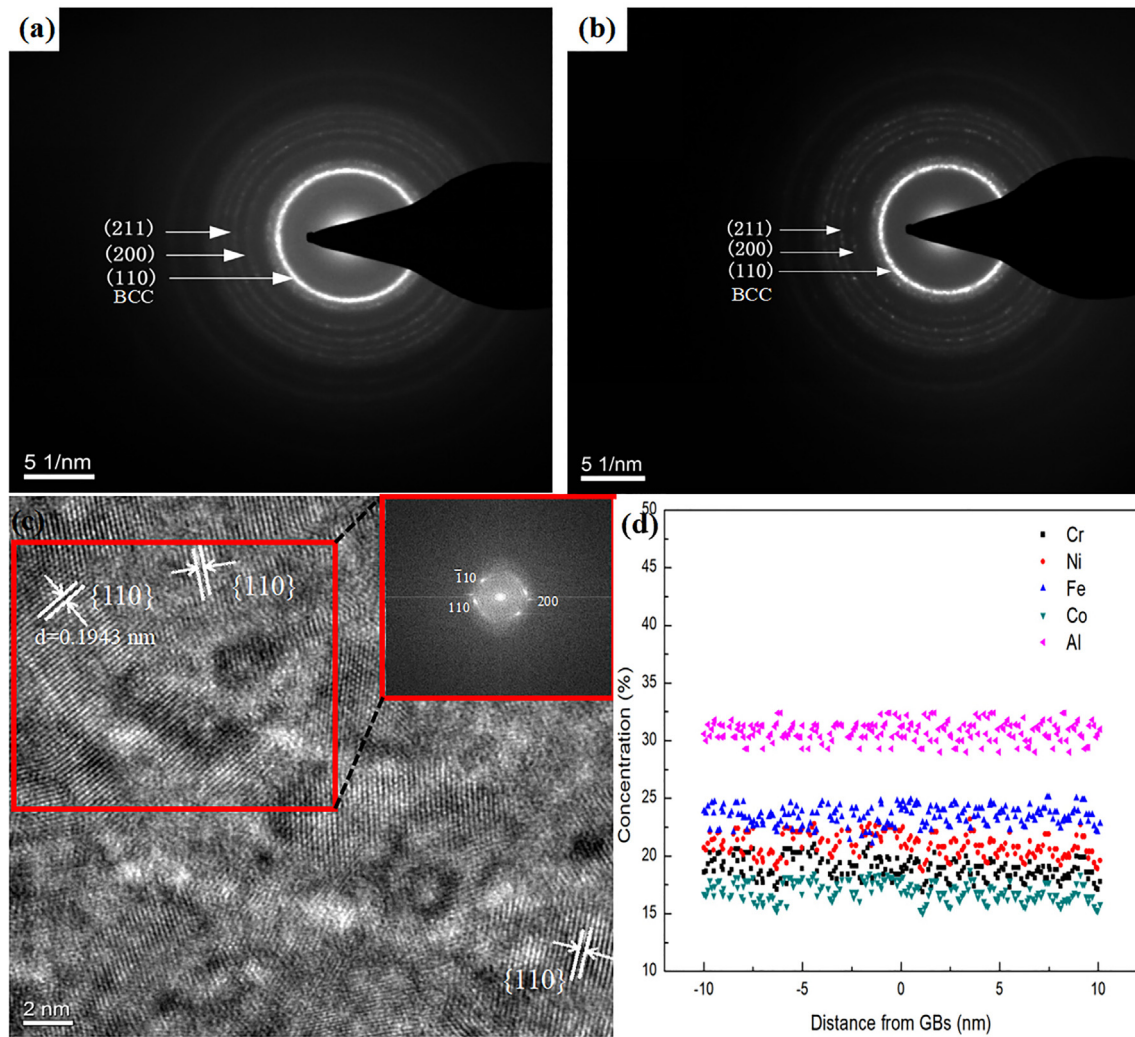 (a)
(211)
(200)
(110)
BCC
5 1/nm
(b)
(211)
(200)
(110)
BCC
5 1/nm
(c)
{110}
{110}
d=0.1943 nm
1̄10
110
200
{110}
2 nm
(d)
50
45
40
35
30
25
20
15
10
Concentration (%)
Cr
Ni
Fe
Co
Al
-10
-5
0
5
10
Distance from GBs (nm)